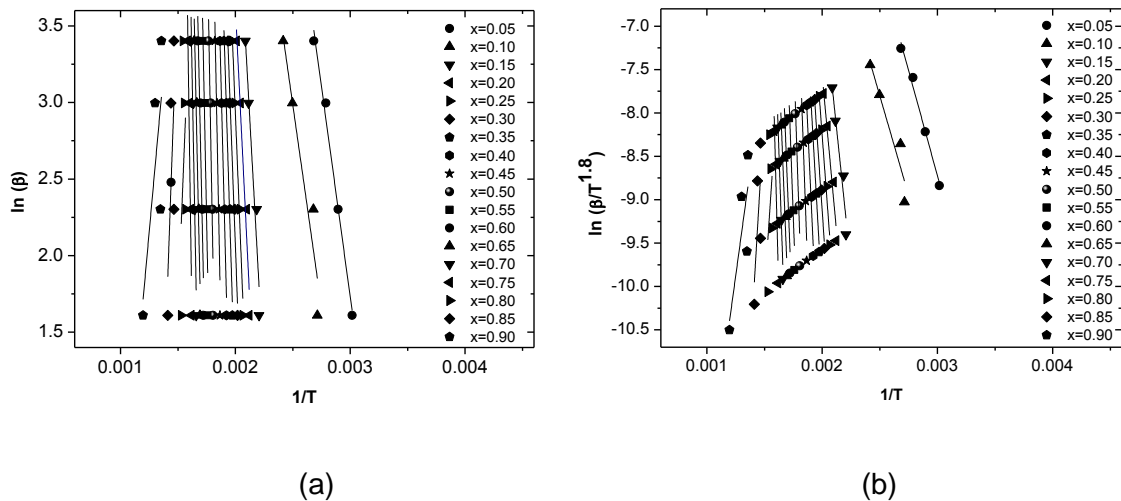 3.5
3.0
2.5
2.0
1.5
ln (β)
0.001
0.002
0.003
0.004
1/T
x=0.05
x=0.10
x=0.15
x=0.20
x=0.25
x=0.30
x=0.35
x=0.40
x=0.45
x=0.50
x=0.55
x=0.60
x=0.65
x=0.70
x=0.75
x=0.80
x=0.85
x=0.90
(a)
-7.0
-7.5
-8.0
-8.5
-9.0
-9.5
-10.0
-10.5
ln (β/T^1.8)
0.001
0.002
0.003
0.004
1/T
x=0.05
x=0.10
x=0.15
x=0.20
x=0.25
x=0.30
x=0.35
x=0.40
x=0.45
x=0.50
x=0.55
x=0.60
x=0.65
x=0.70
x=0.75
x=0.80
x=0.85
x=0.90
(b)